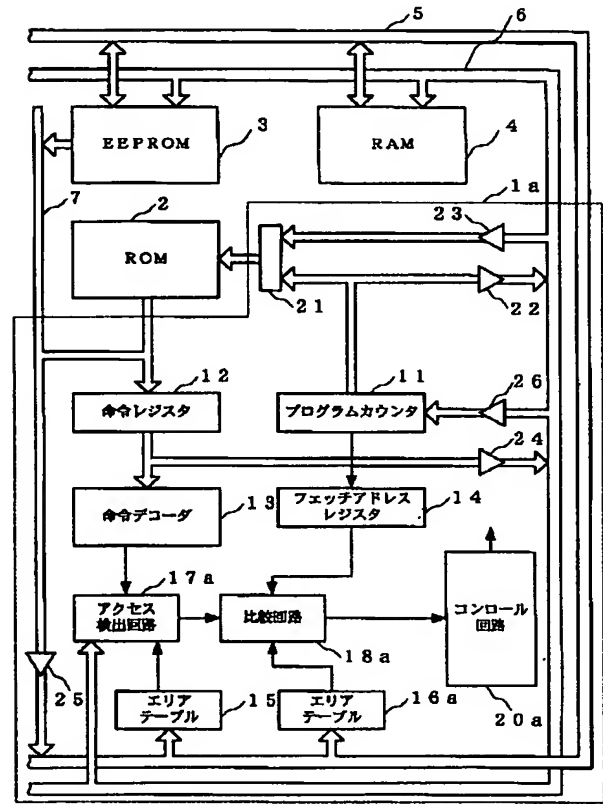 5
6
EEPROM
3
RAM
4
1a
7
2
23
ROM
21
22
12
11
26
命令レジスタ
プログラムカウンタ
24
命令デコーダ
13
フェッチアドレス
レジスタ
14
17a
アクセス
検出回路
比較回路
18a
コンロール
回路
25
エリア
テーブル
15
エリア
テーブル
16a
20a